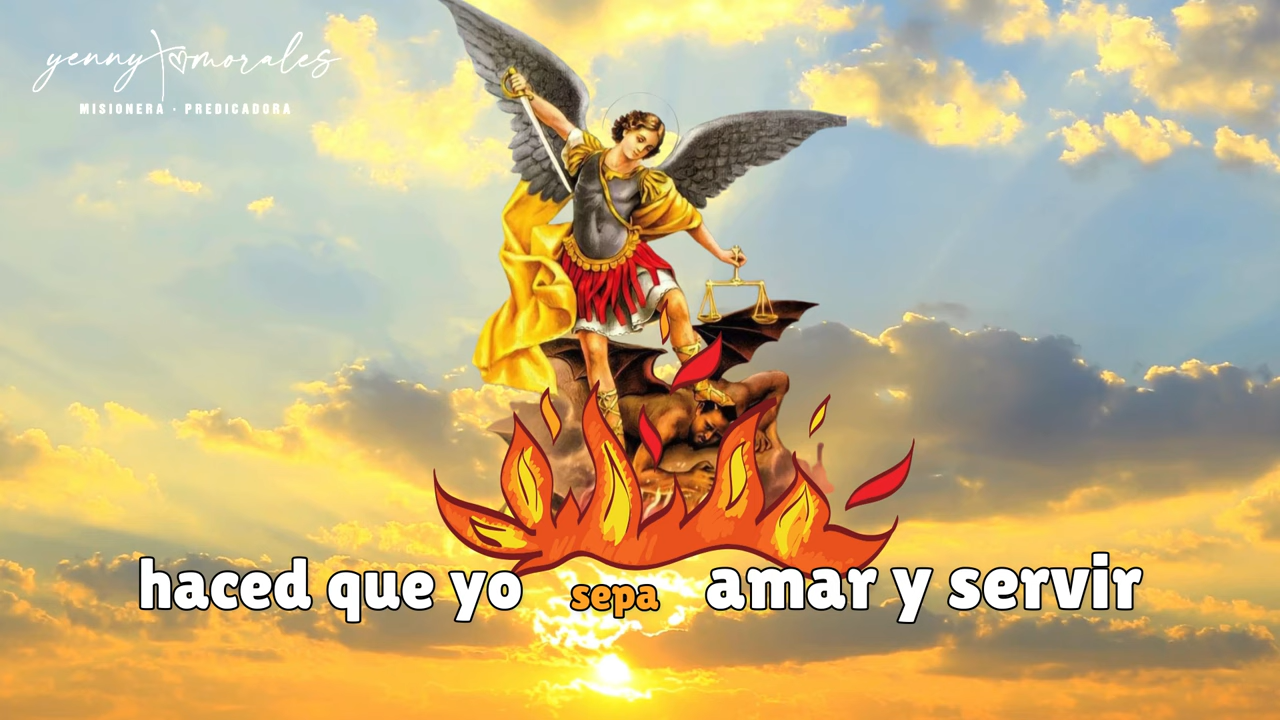 yenny morales
MISIONERA · PREDICADORA
haced que yo sepa amar y servir